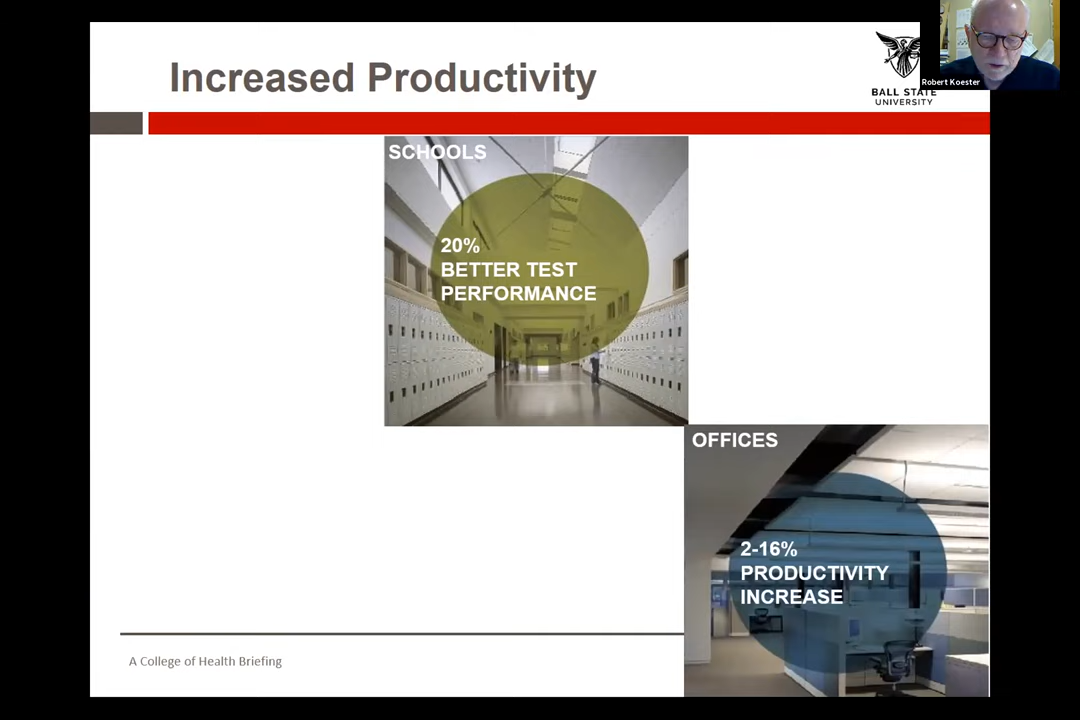 Increased Productivity
BALL STATE
UNIVERSITY
Robert Koester
SCHOOLS
20%
BETTER TEST
PERFORMANCE
OFFICES
2-16%
PRODUCTIVITY
INCREASE
A College of Health Briefing